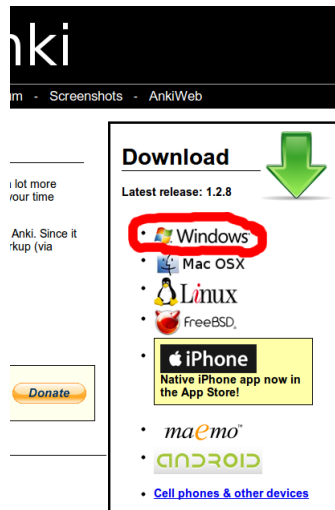 nki
um - Screenshots - AnkiWeb
Download
Latest release: 1.2.8
Windows
Mac OSX
Linux
FreeBSD
iPhone
Native iPhone app now in
the App Store!
maemo™
ANDROID
Cell phones & other devices
a lot more
your time
Anki. Since it
rkup (via
Donate